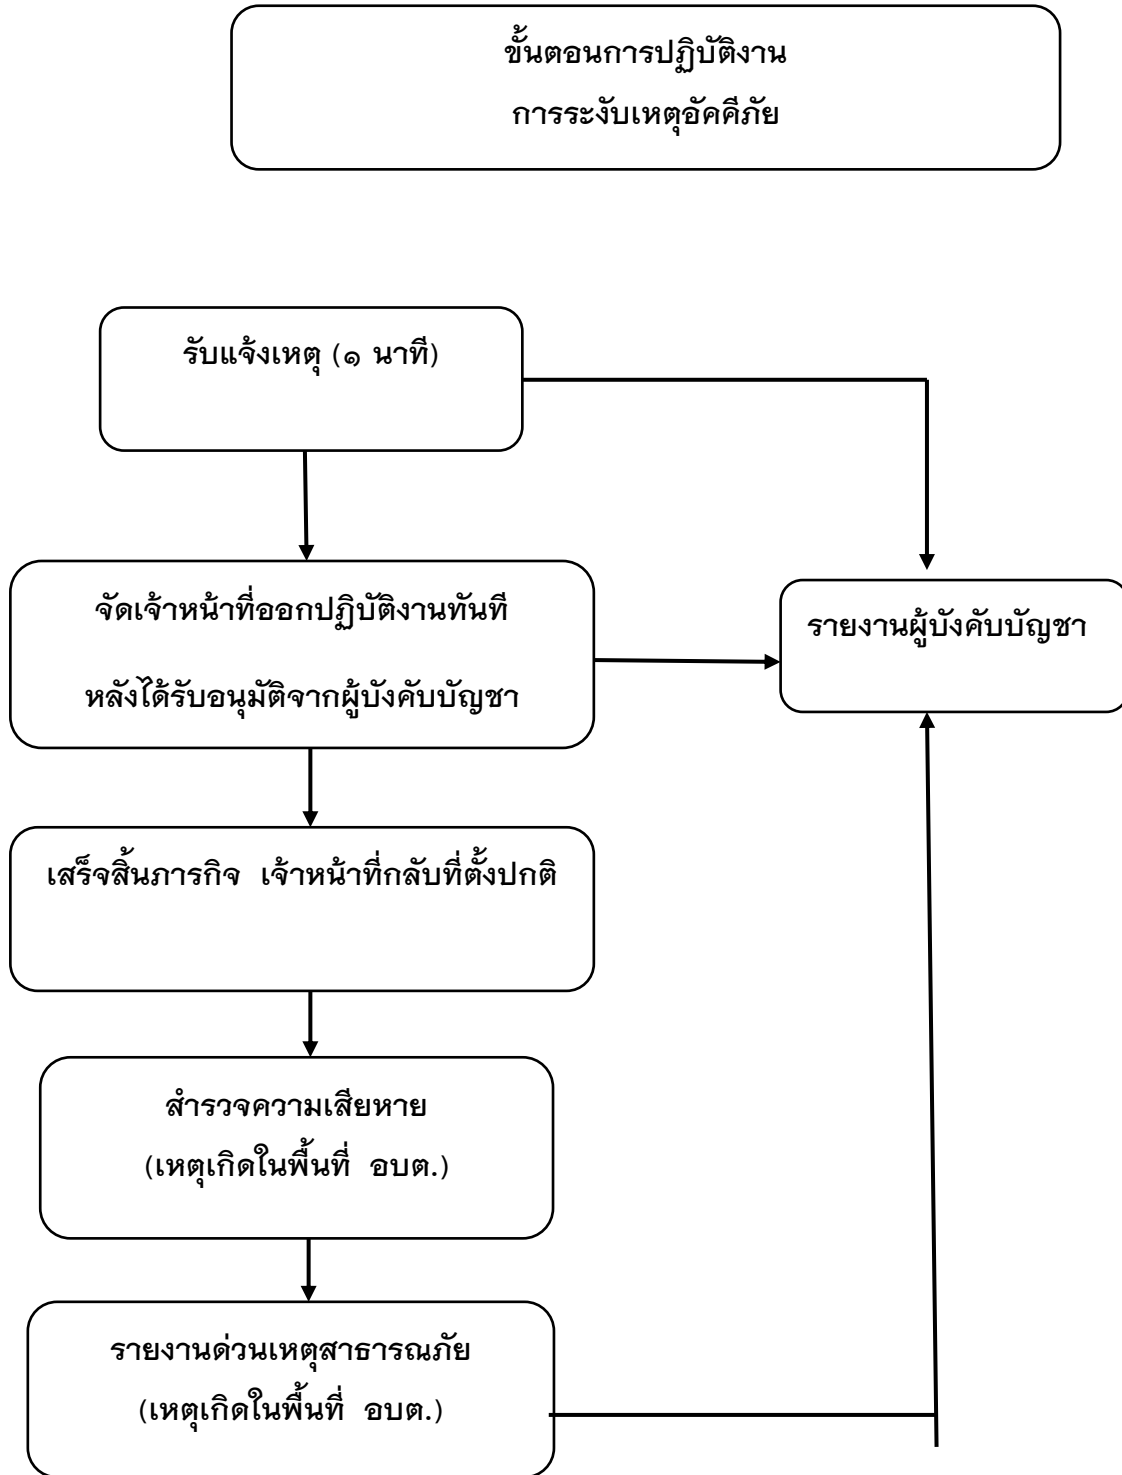 ขั้นตอนการปฏิบัติงาน
การระงับเหตุอัคคีภัย
รับแจ้งเหตุ (๑ นาที)
จัดเจ้าหน้าที่ออกปฏิบัติงานทันที
หลังได้รับอนุมัติจากผู้บังคับบัญชา
รายงานผู้บังคับบัญชา
เสร็จสิ้นภารกิจ เจ้าหน้าที่กลับที่ตั้งปกติ
สำรวจความเสียหาย
(เหตุเกิดในพื้นที่ อบต.)
รายงานด่วนเหตุสาธารณภัย
(เหตุเกิดในพื้นที่ อบต.)